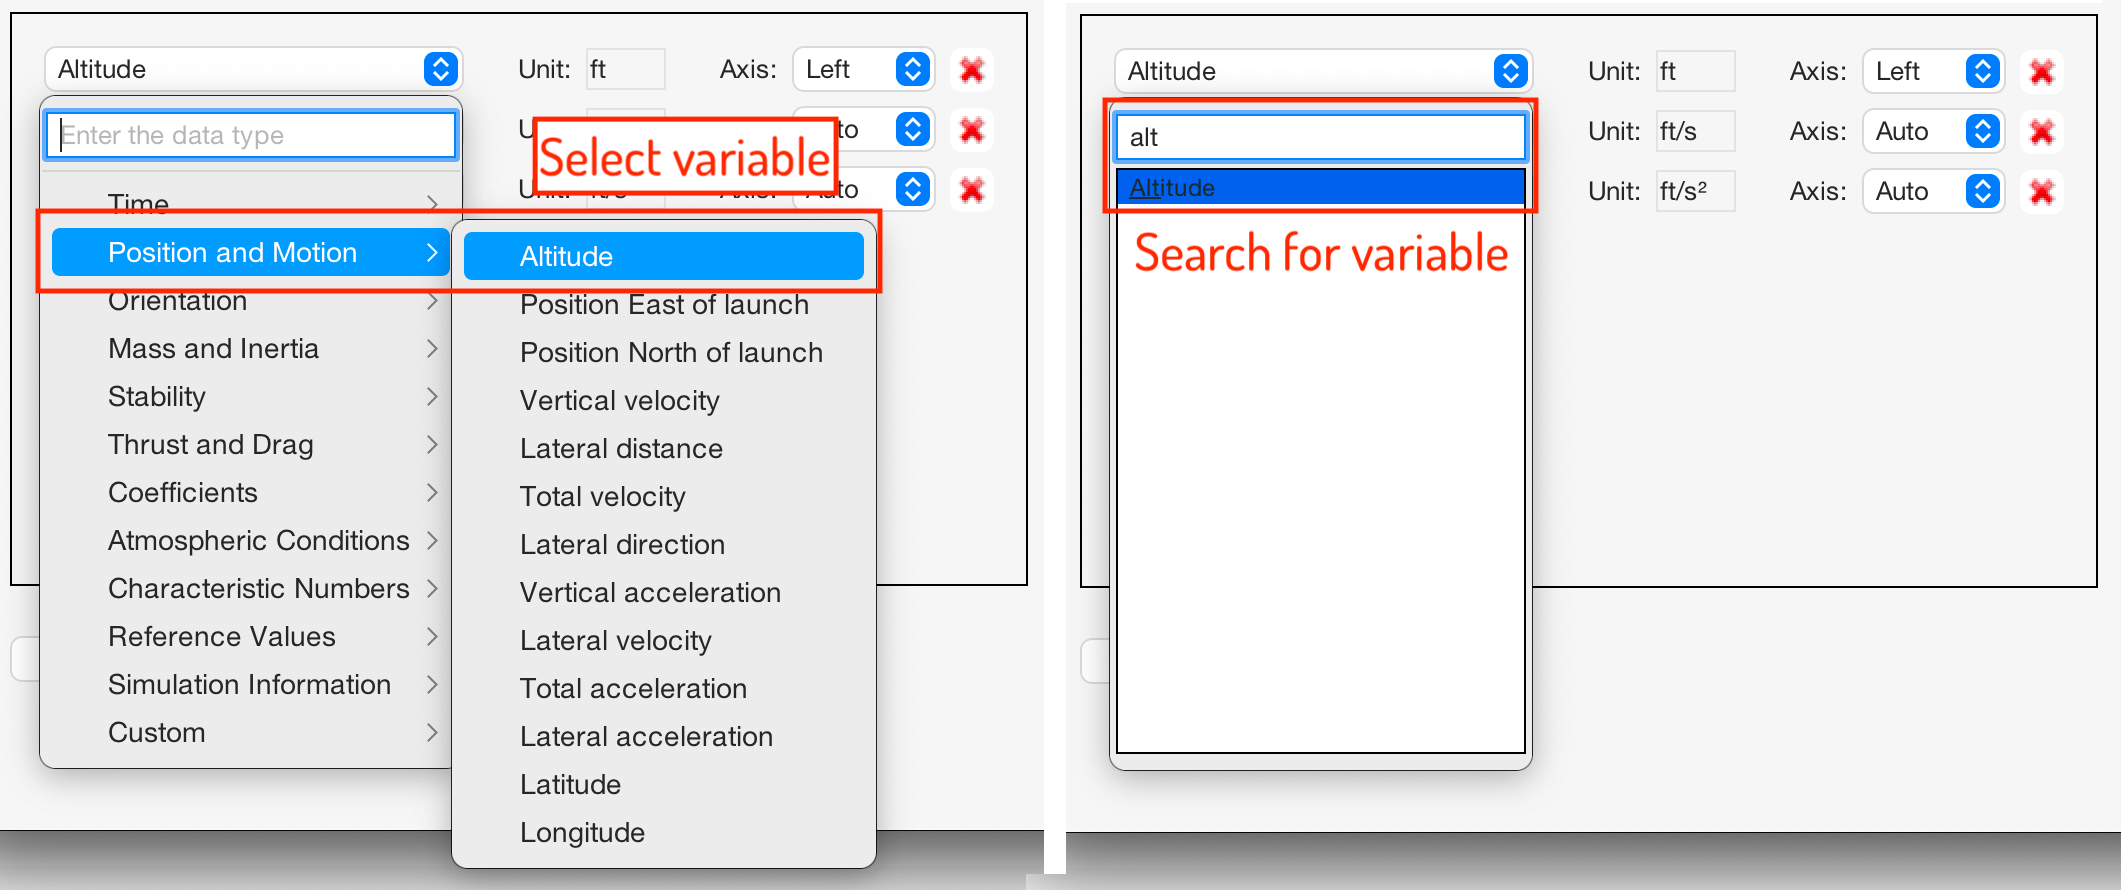 Altitude
Unit: ft Axis: Left
Enter the data type
Select variable
Time
Position and Motion
Orientation
Mass and Inertia
Stability
Thrust and Drag
Coefficients
Atmospheric Conditions
Characteristic Numbers
Reference Values
Simulation Information
Custom
Altitude
Position East of launch
Position North of launch
Vertical velocity
Lateral distance
Total velocity
Lateral direction
Vertical acceleration
Lateral velocity
Total acceleration
Lateral acceleration
Latitude
Longitude
Altitude
Unit: ft Axis: Left
alt
Unit: ft/s Axis: Auto
Altitude
Unit: ft/s² Axis: Auto
Search for variable